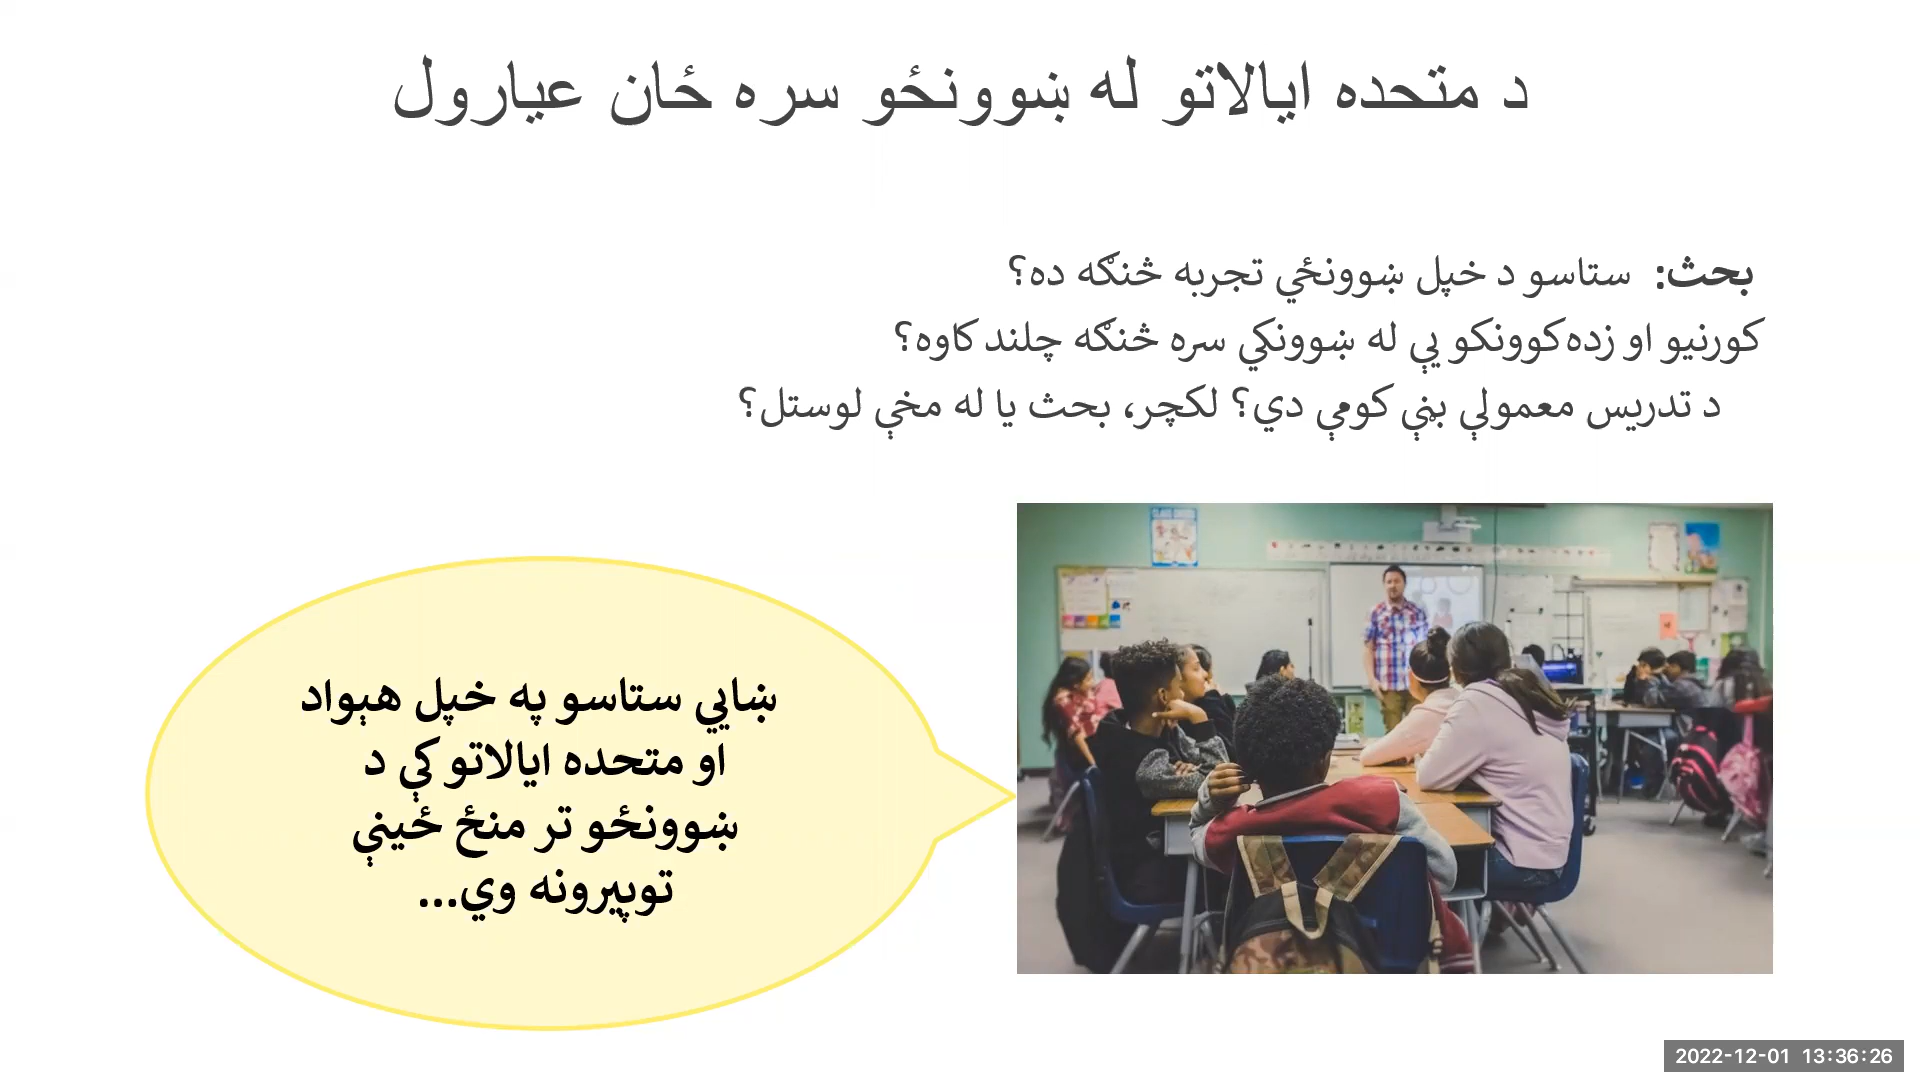 د متحده ایالاتو له ښوونځو سره ځان عیارول
بحث: ستاسو د خپل ښوونځي تجربه څنګه ده؟
کورنیو او زده‌کوونکو یې له ښوونکي سره څنګه چلند کاوه؟
د تدریس معمولې بڼې کومې دي؟ لکچر، بحث یا له مخې لوستل؟
ښايي ستاسو په خپل هېواد
او متحده ایالاتو کې د
ښوونځو تر منځ ځینې
توپیرونه وي...
2022-12-01 13:36:26